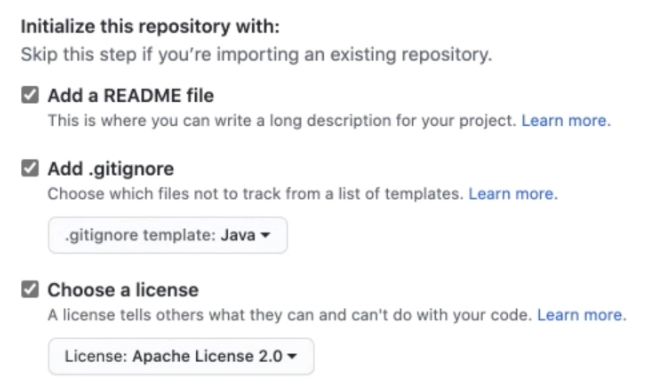 Initialize this repository with:
Skip this step if you're importing an existing repository.
Add a README file
This is where you can write a long description for your project. Learn more.
Add .gitignore
Choose which files not to track from a list of templates. Learn more.
.gitignore template: Java
Choose a license
A license tells others what they can and can't do with your code. Learn more.
License: Apache License 2.0